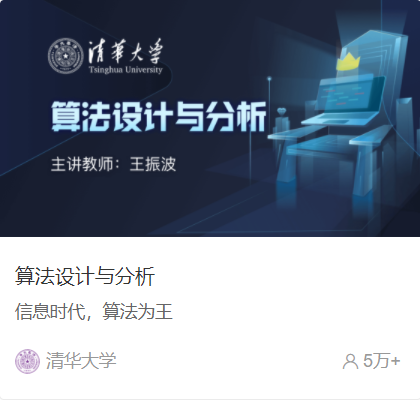 清华大学
Tsinghua University
算法设计与分析
主讲教师：王振波
算法设计与分析
信息时代，算法为王
清华大学
5万+